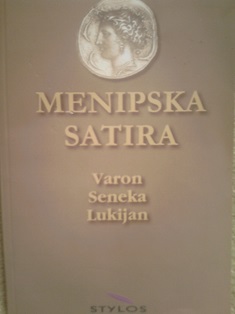 MENIPSKA
SATIRA
Varon
Seneka
Lukijan
STYLOS